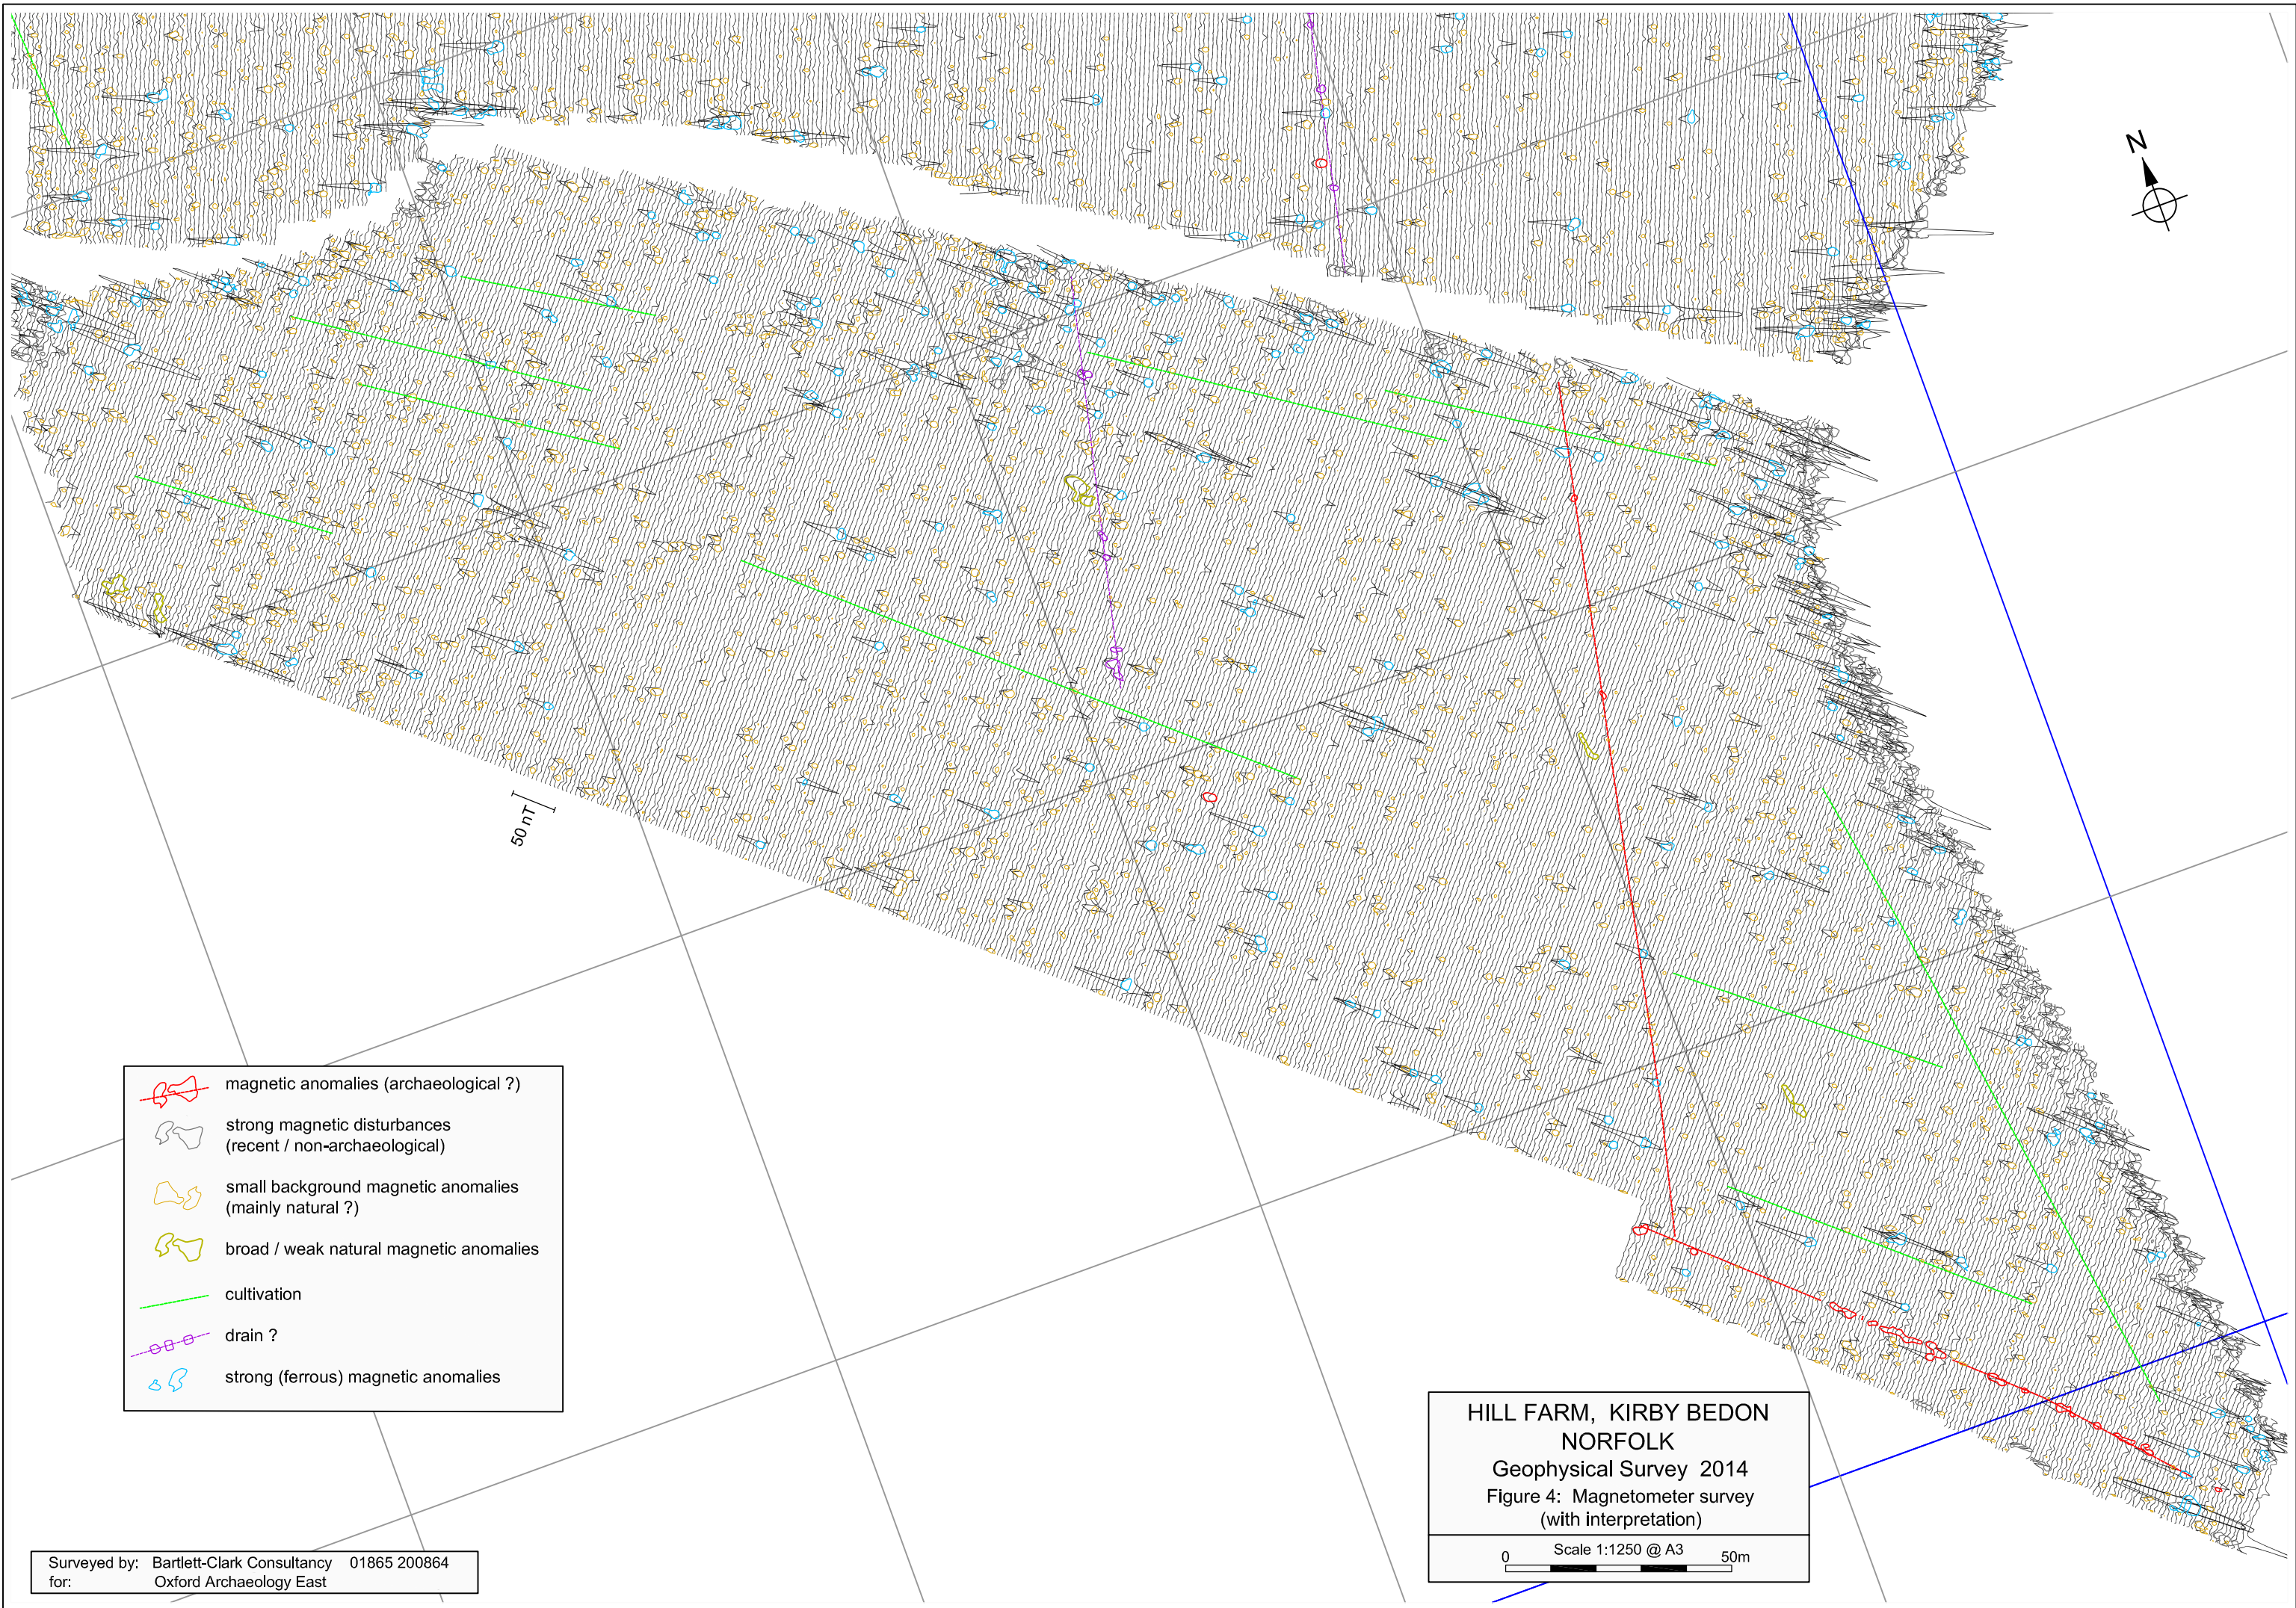 N
50 nT
magnetic anomalies (archaeological ?)
strong magnetic disturbances
(recent / non-archaeological)
small background magnetic anomalies
(mainly natural ?)
broad / weak natural magnetic anomalies
cultivation
drain ?
strong (ferrous) magnetic anomalies
HILL FARM, KIRBY BEDON
NORFOLK
Geophysical Survey 2014
Figure 4: Magnetometer survey
(with interpretation)
Scale 1:1250 @ A3
0 50m
Surveyed by: Bartlett-Clark Consultancy 01865 200864
for: Oxford Archaeology East